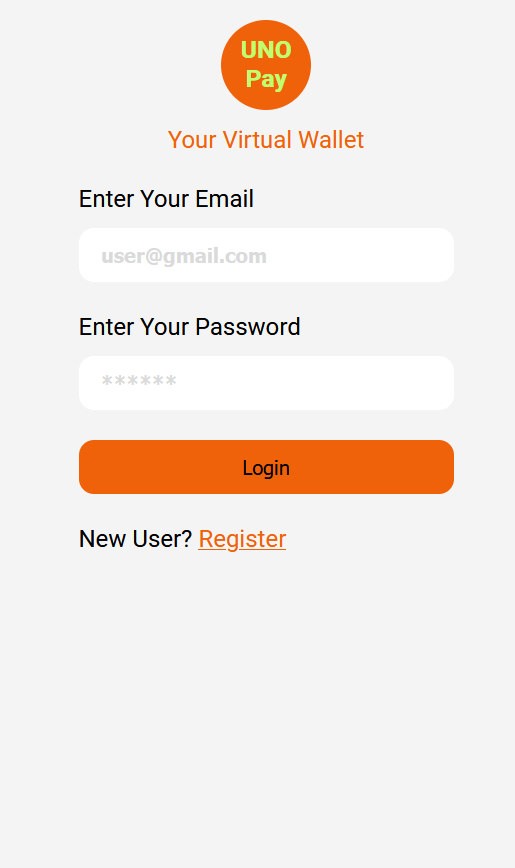 UNO
Pay
Your Virtual Wallet
Enter Your Email
user@gmail.com
Enter Your Password
******
Login
New User? Register